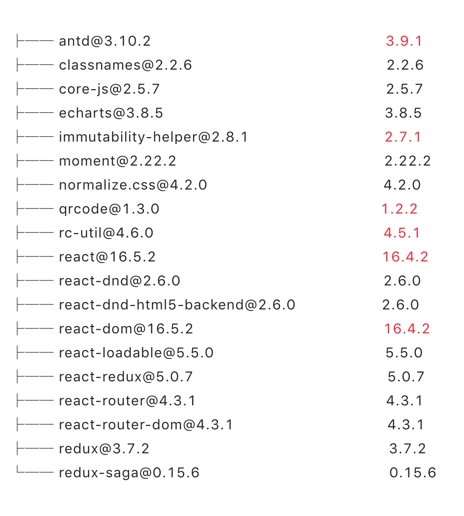 ├── antd@3.10.2 3.9.1
├── classnames@2.2.6 2.2.6
├── core-js@2.5.7 2.5.7
├── echarts@3.8.5 3.8.5
├── immutability-helper@2.8.1 2.7.1
├── moment@2.22.2 2.22.2
├── normalize.css@4.2.0 4.2.0
├── qrcode@1.3.0 1.2.2
├── rc-util@4.6.0 4.5.1
├── react@16.5.2 16.4.2
├── react-dnd@2.6.0 2.6.0
├── react-dnd-html5-backend@2.6.0 2.6.0
├── react-dom@16.5.2 16.4.2
├── react-loadable@5.5.0 5.5.0
├── react-redux@5.0.7 5.0.7
├── react-router@4.3.1 4.3.1
├── react-router-dom@4.3.1 4.3.1
├── redux@3.7.2 3.7.2
└── redux-saga@0.15.6 0.15.6